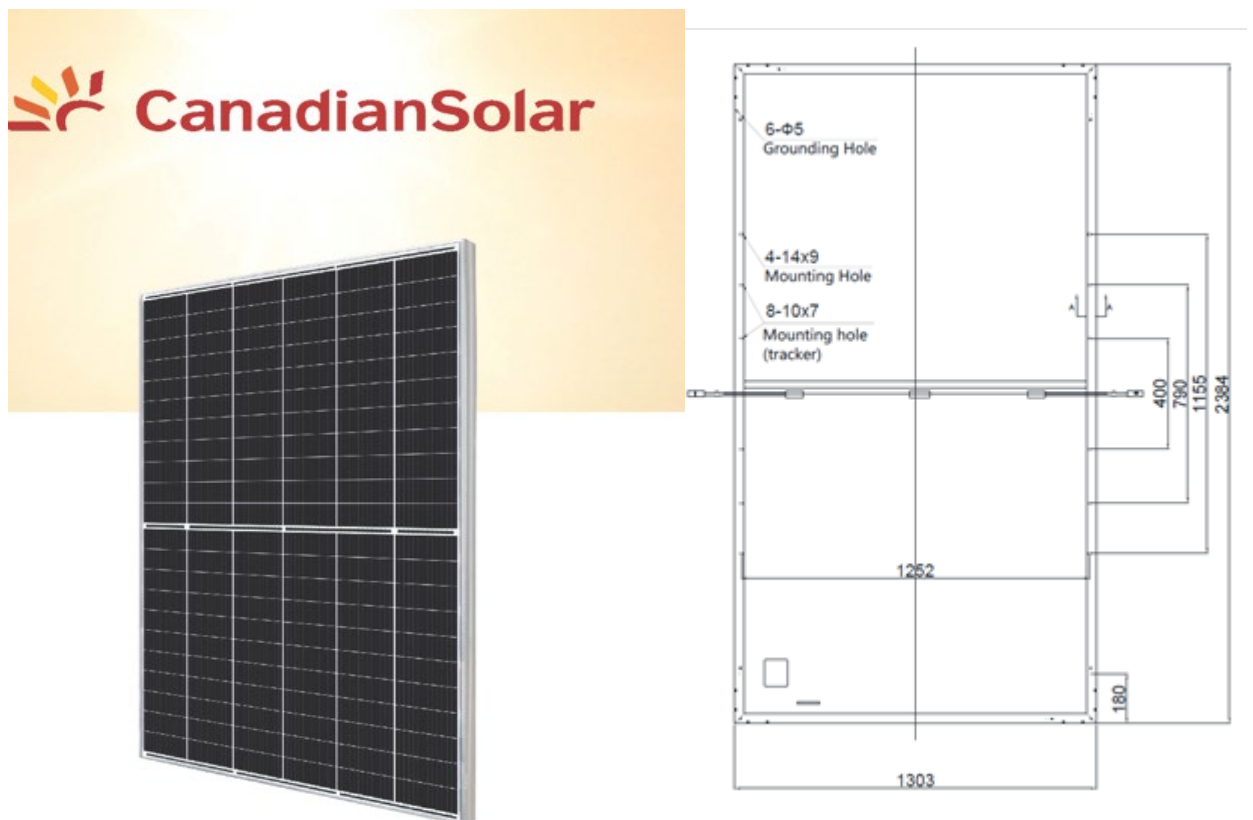 CanadianSolar
6-Φ5
Grounding Hole
4-14x9
Mounting Hole
8-10x7
Mounting hole
(tracker)
A
A
400
790
1155
2384
1252
180
1303